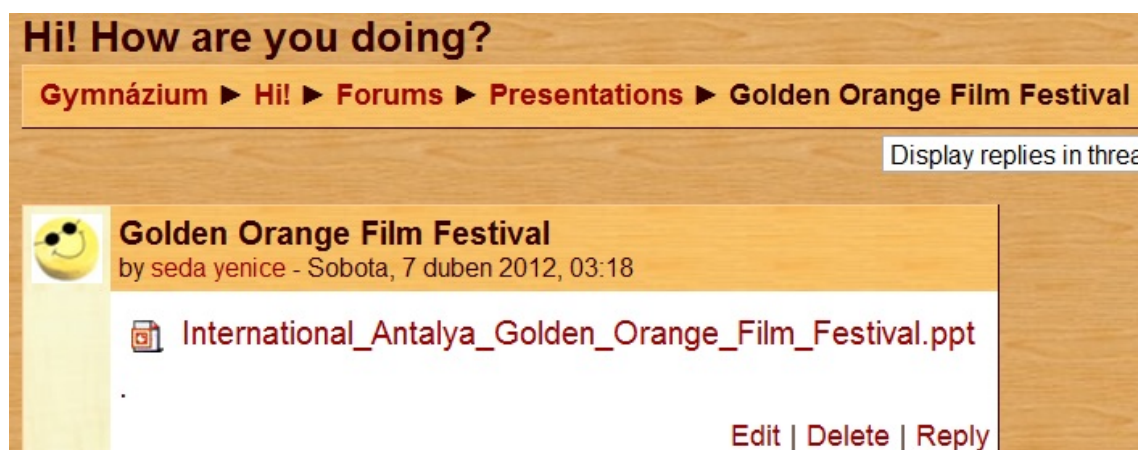 Hi! How are you doing?
Gymnázium ► Hi! ► Forums ► Presentations ► Golden Orange Film Festival
Display replies in
Golden Orange Film Festival
by seda yenice - Sobota, 7 duben 2012, 03:18
International_Antalya_Golden_Orange_Film_Festival.ppt
.
Edit | Delete | Reply